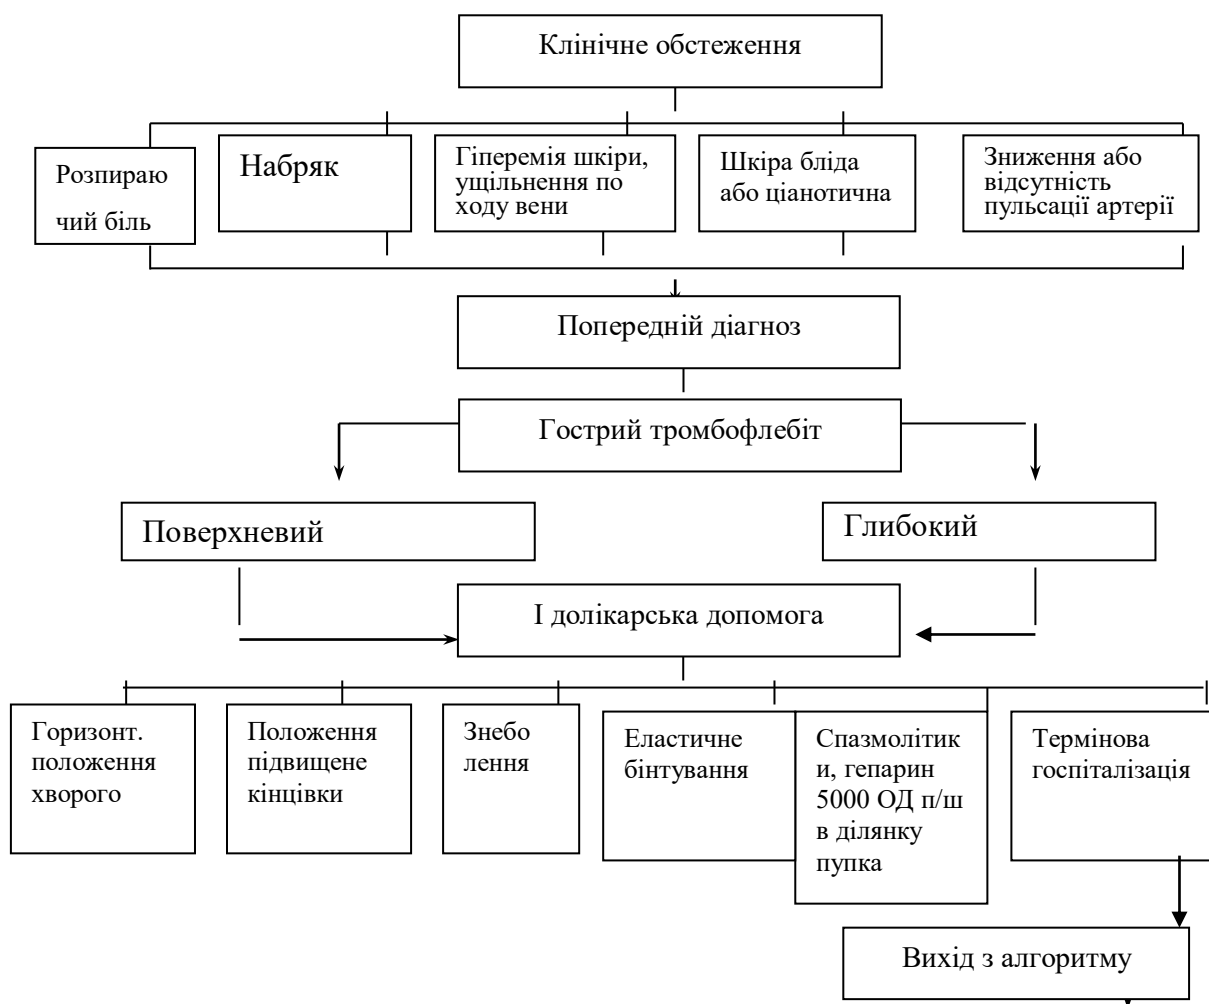 Клінічне обстеження
Розпираю
чий біль
Набряк
Гіперемія шкіри,
ущільнення по
ходу вени
Шкіра бліда
або ціанотична
Зниження або
відсутність
пульсації артерії
Попередній діагноз
Гострий тромбофлебіт
Поверхневий
Глибокий
І долікарська допомога
Горизонт.
положення
хворого
Положення
підвищене
кінцівки
Знебо
лення
Еластичне
бінтування
Спазмолітик
и, гепарин
5000 ОД п/ш
в ділянку
пупка
Термінова
госпіталізація
Вихід з алгоритму